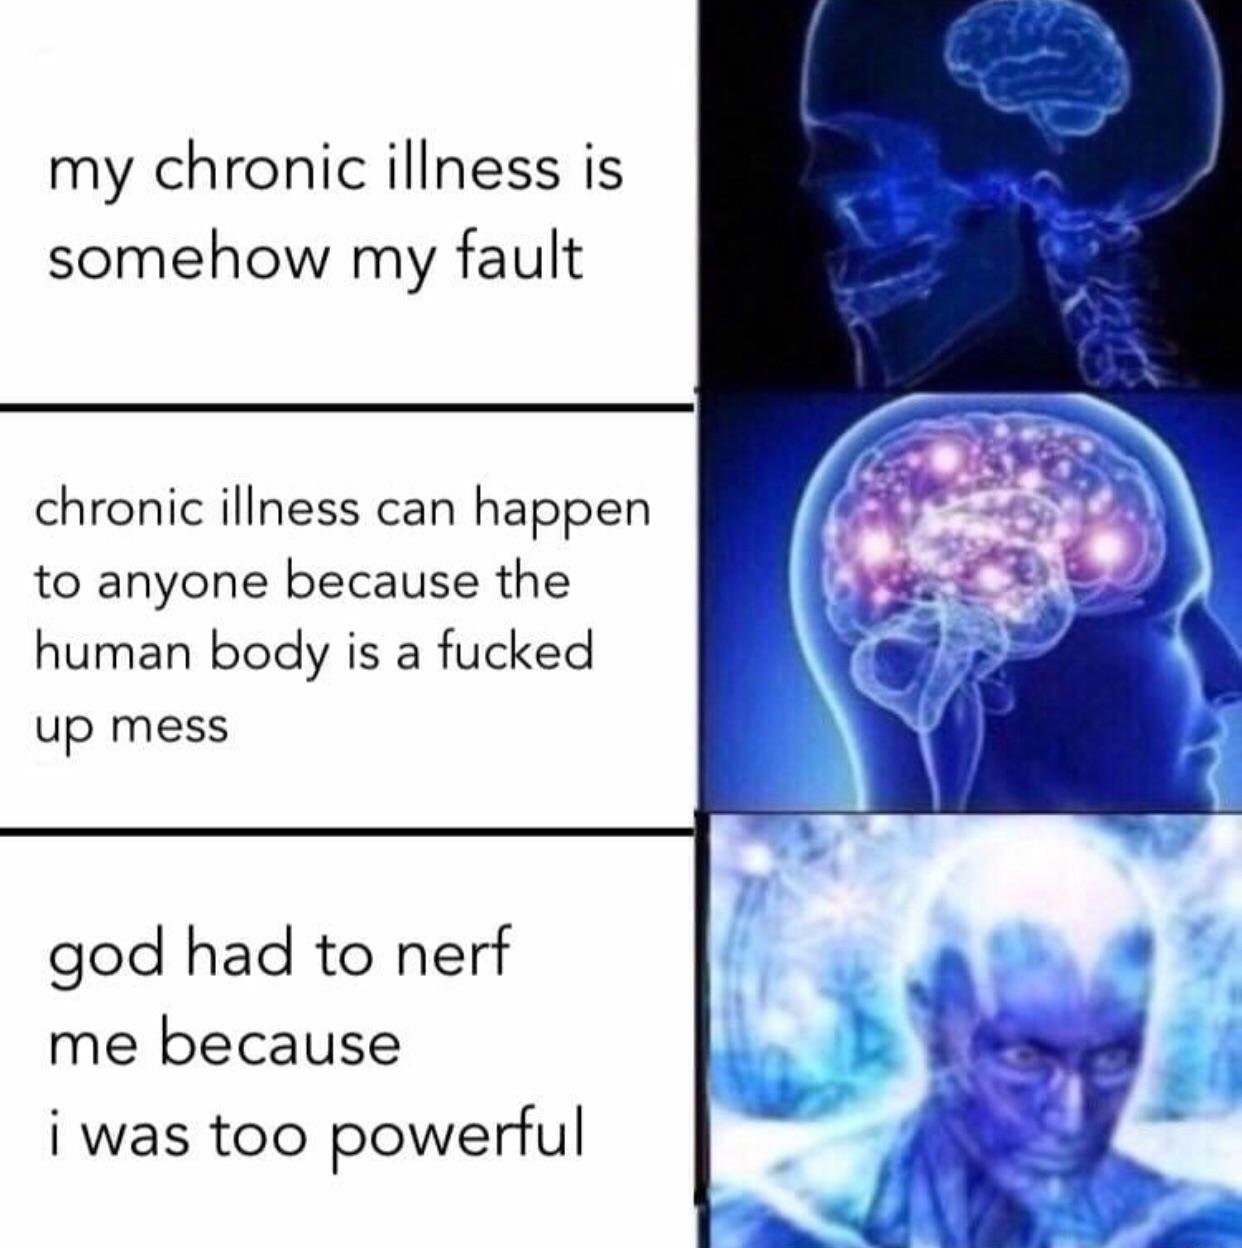 my chronic illness is
somehow my fault
chronic illness can happen
to anyone because the
human body is a fucked
up mess
god had to nerf
me because
i was too powerful